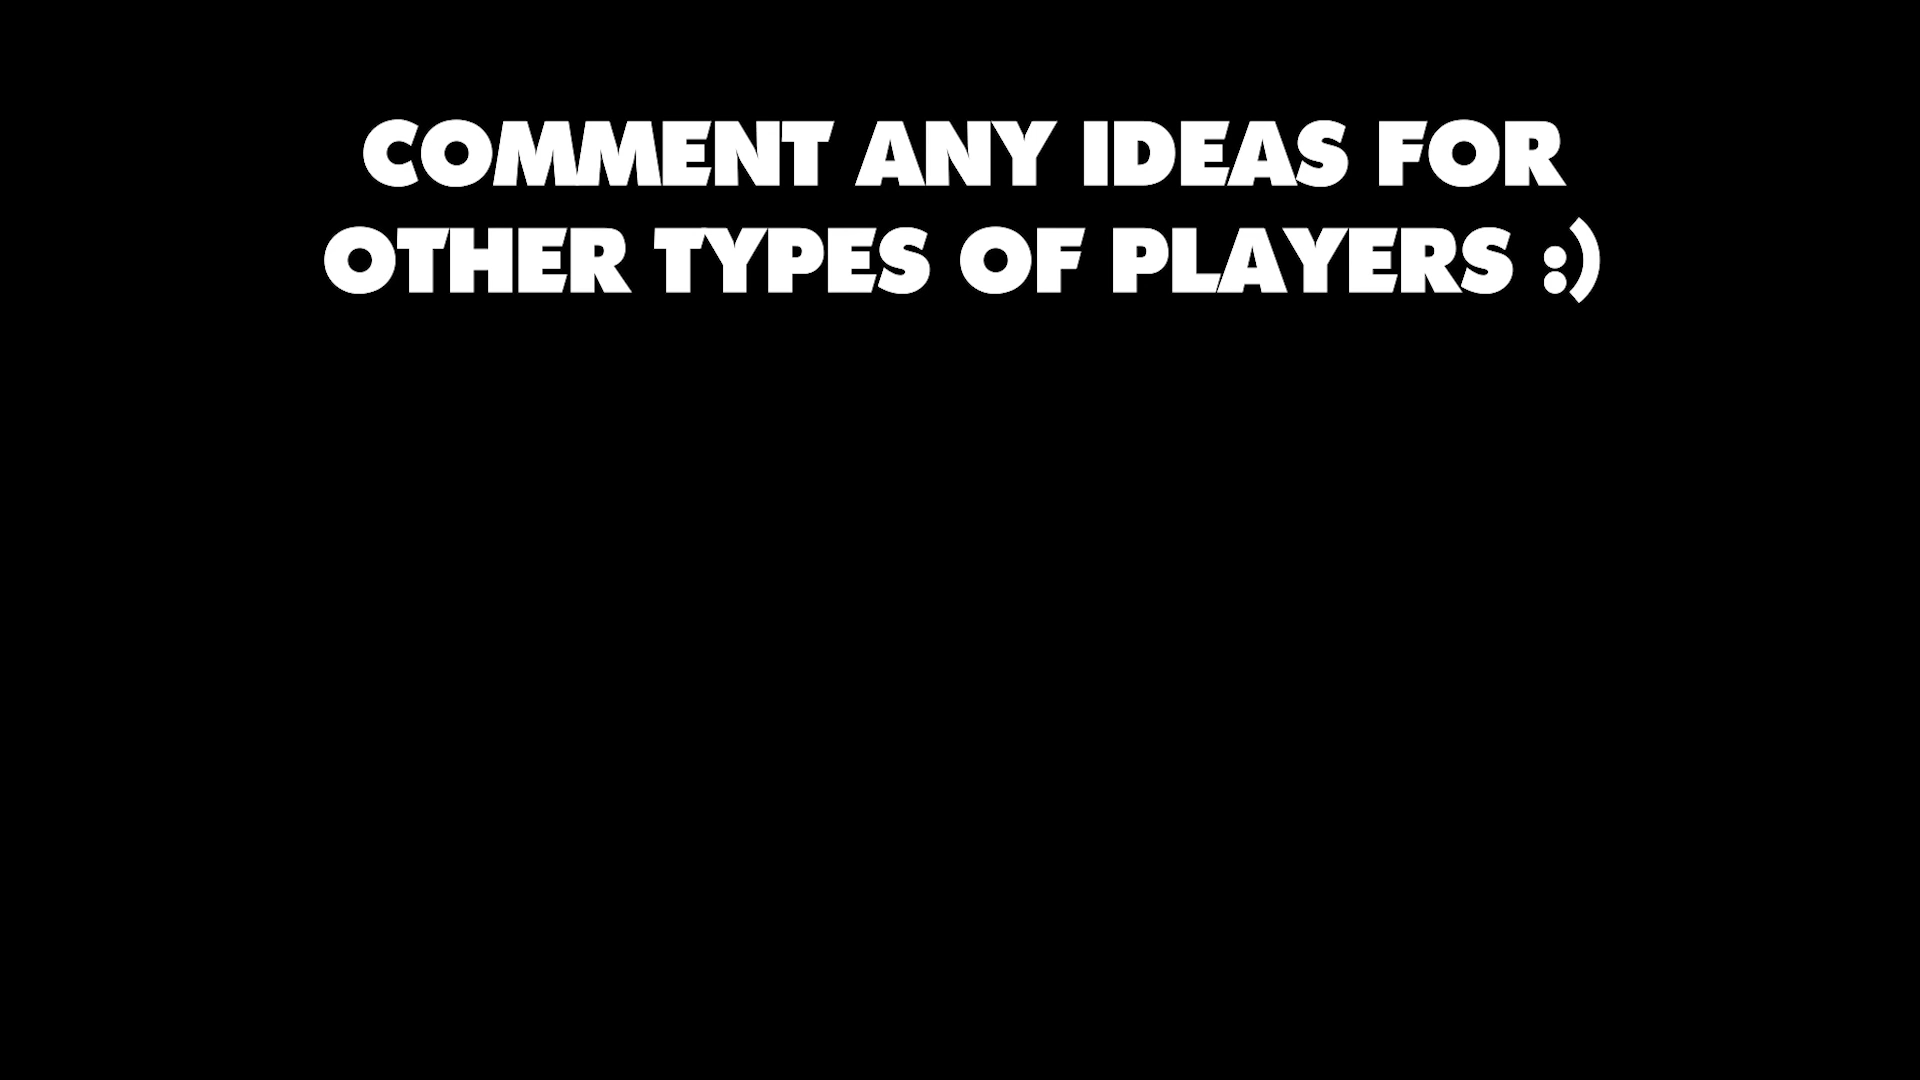 COMMENT ANY IDEAS FOR
OTHER TYPES OF PLAYERS :)